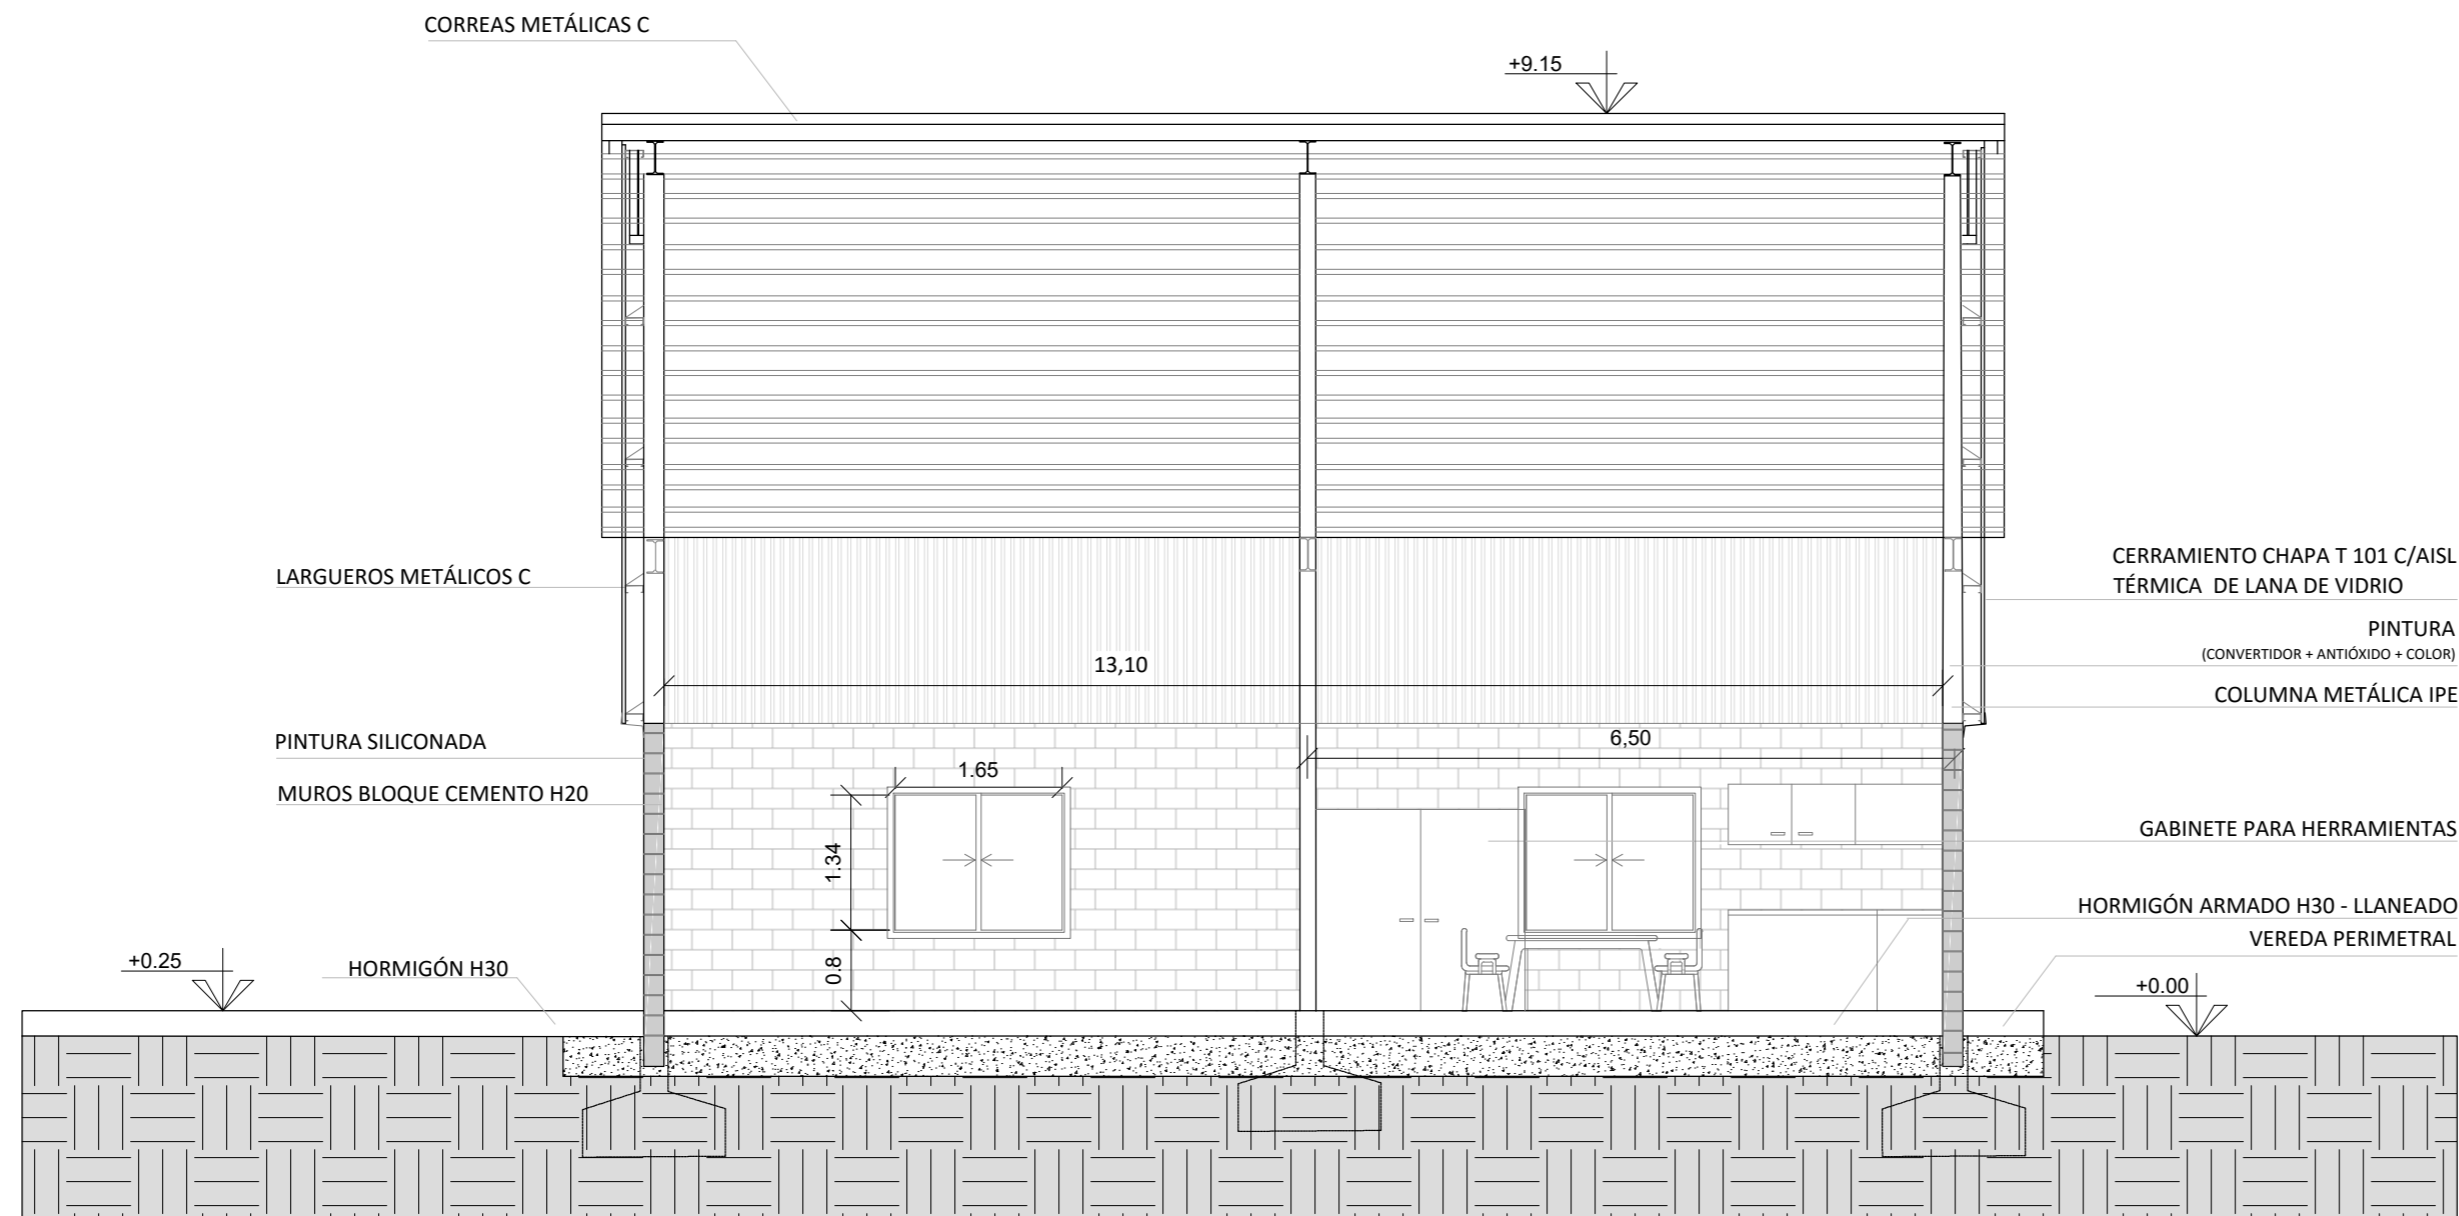 CORREAS METÁLICAS C
+9.15
LARGUEROS METÁLICOS C
CERRAMIENTO CHAPA T 101 C/AISL
TÉRMICA DE LANA DE VIDRIO
PINTURA
(CONVERTIDOR + ANTIÓXIDO + COLOR)
13,10
COLUMNA METÁLICA IPE
PINTURA SILICONADA
6,50
1.65
MUROS BLOQUE CEMENTO H20
GABINETE PARA HERRAMIENTAS
1.34
HORMIGÓN ARMADO H30 - LLANEADO
VEREDA PERIMETRAL
+0.25
HORMIGÓN H30
0.8
+0.00